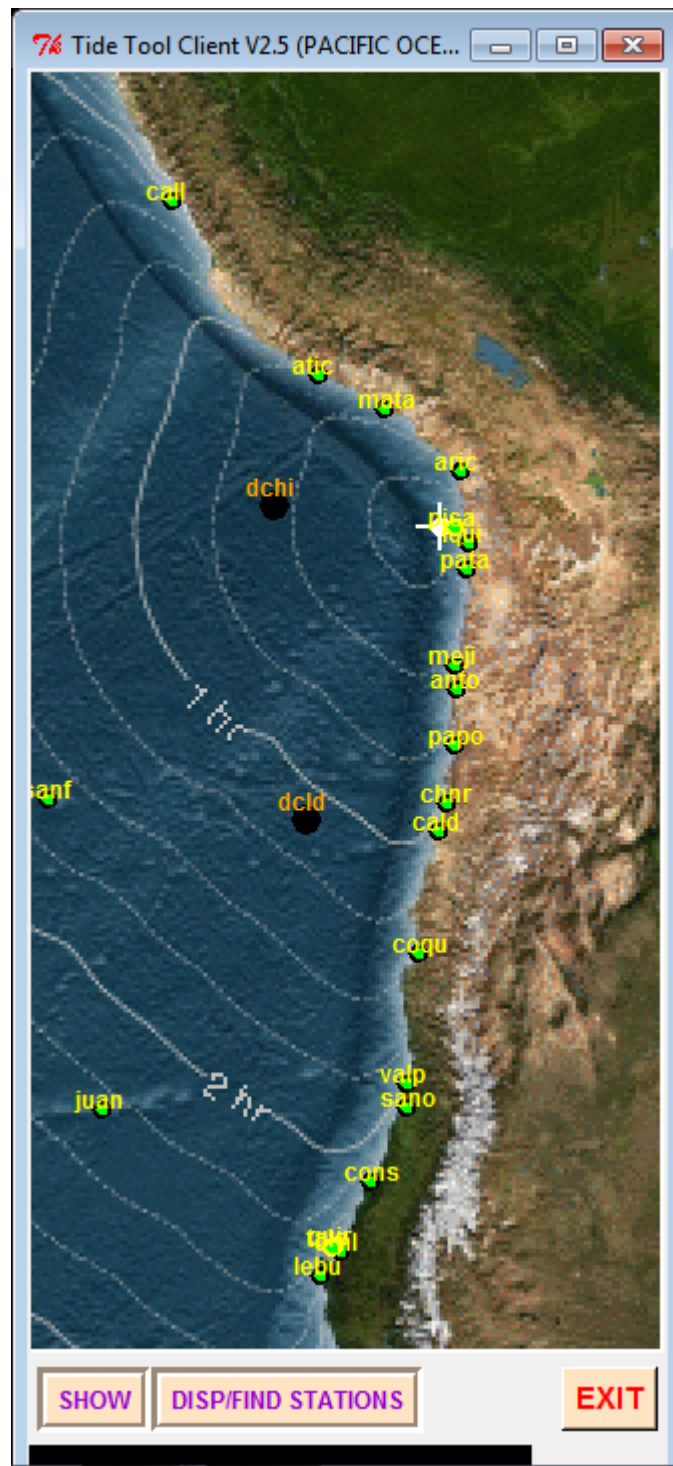 Tide Tool Client V2.5 (PACIFIC OCE...
call
atic
mata
aric
dchi
pisa
iqui
pata
meji
anto
1 hr
papo
sanf
chnr
dcld
cald
coqu
valp
2 hr
juan
sano
cons
lebu
SHOW
DISP/FIND STATIONS
EXIT